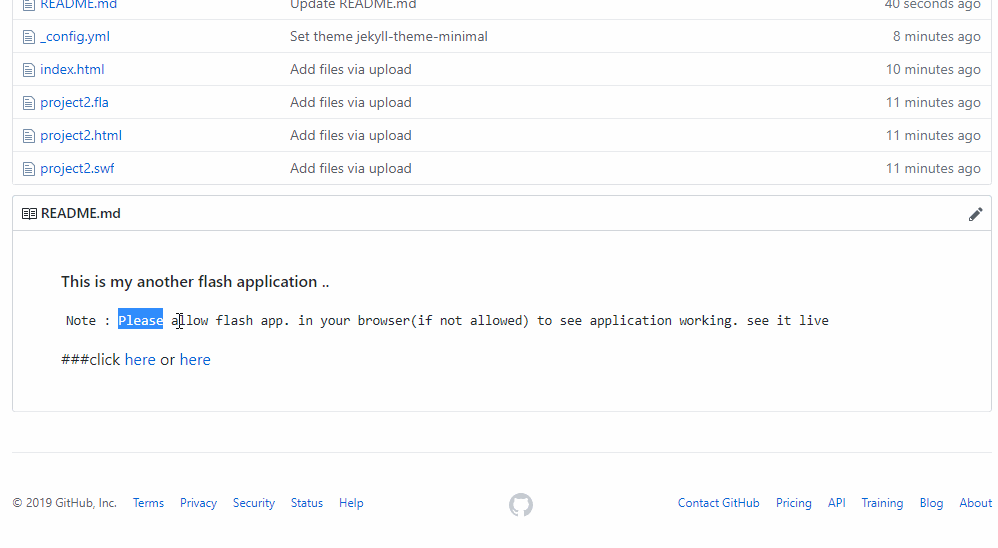 README.md Update README.md 40 seconds ago
_config.yml Set theme jekyll-theme-minimal 8 minutes ago
index.html Add files via upload 10 minutes ago
project2.fla Add files via upload 11 minutes ago
project2.html Add files via upload 11 minutes ago
project2.swf Add files via upload 11 minutes ago
README.md
This is my another flash application ..
Note : Please allow flash app. in your browser(if not allowed) to see application working. see it live
###click here or here
© 2019 GitHub, Inc. Terms Privacy Security Status Help Contact GitHub Pricing API Training Blog About